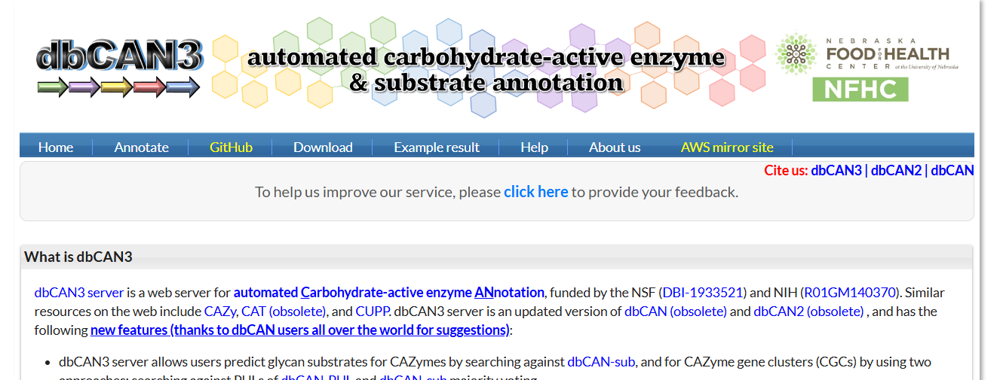 dbCAN3
automated carbohydrate-active enzyme
& substrate annotation
NEBRASKA
FOOD FOR HEALTH
CENTER at the University of Nebraska
NFHC
Home Annotate GitHub Download Example result Help About us AWS mirror site
Cite us: dbCAN3 | dbCAN2 | dbCAN
To help us improve our service, please click here to provide your feedback.
What is dbCAN3
dbCAN3 server is a web server for automated Carbohydrate-active enzyme ANnotation, funded by the NSF (DBI-1933521) and NIH (R01GM140370). Similar
resources on the web include CAZy, CAT (obsolete), and CUPP. dbCAN3 server is an updated version of dbCAN (obsolete) and dbCAN2 (obsolete) , and has the
following new features (thanks to dbCAN users all over the world for suggestions):
• dbCAN3 server allows users predict glycan substrates for CAZymes by searching against dbCAN-sub, and for CAZyme gene clusters (CGCs) by using two
approaches: searching against PULs of dbCAN-PUL and dbCAN-sub majority voting.